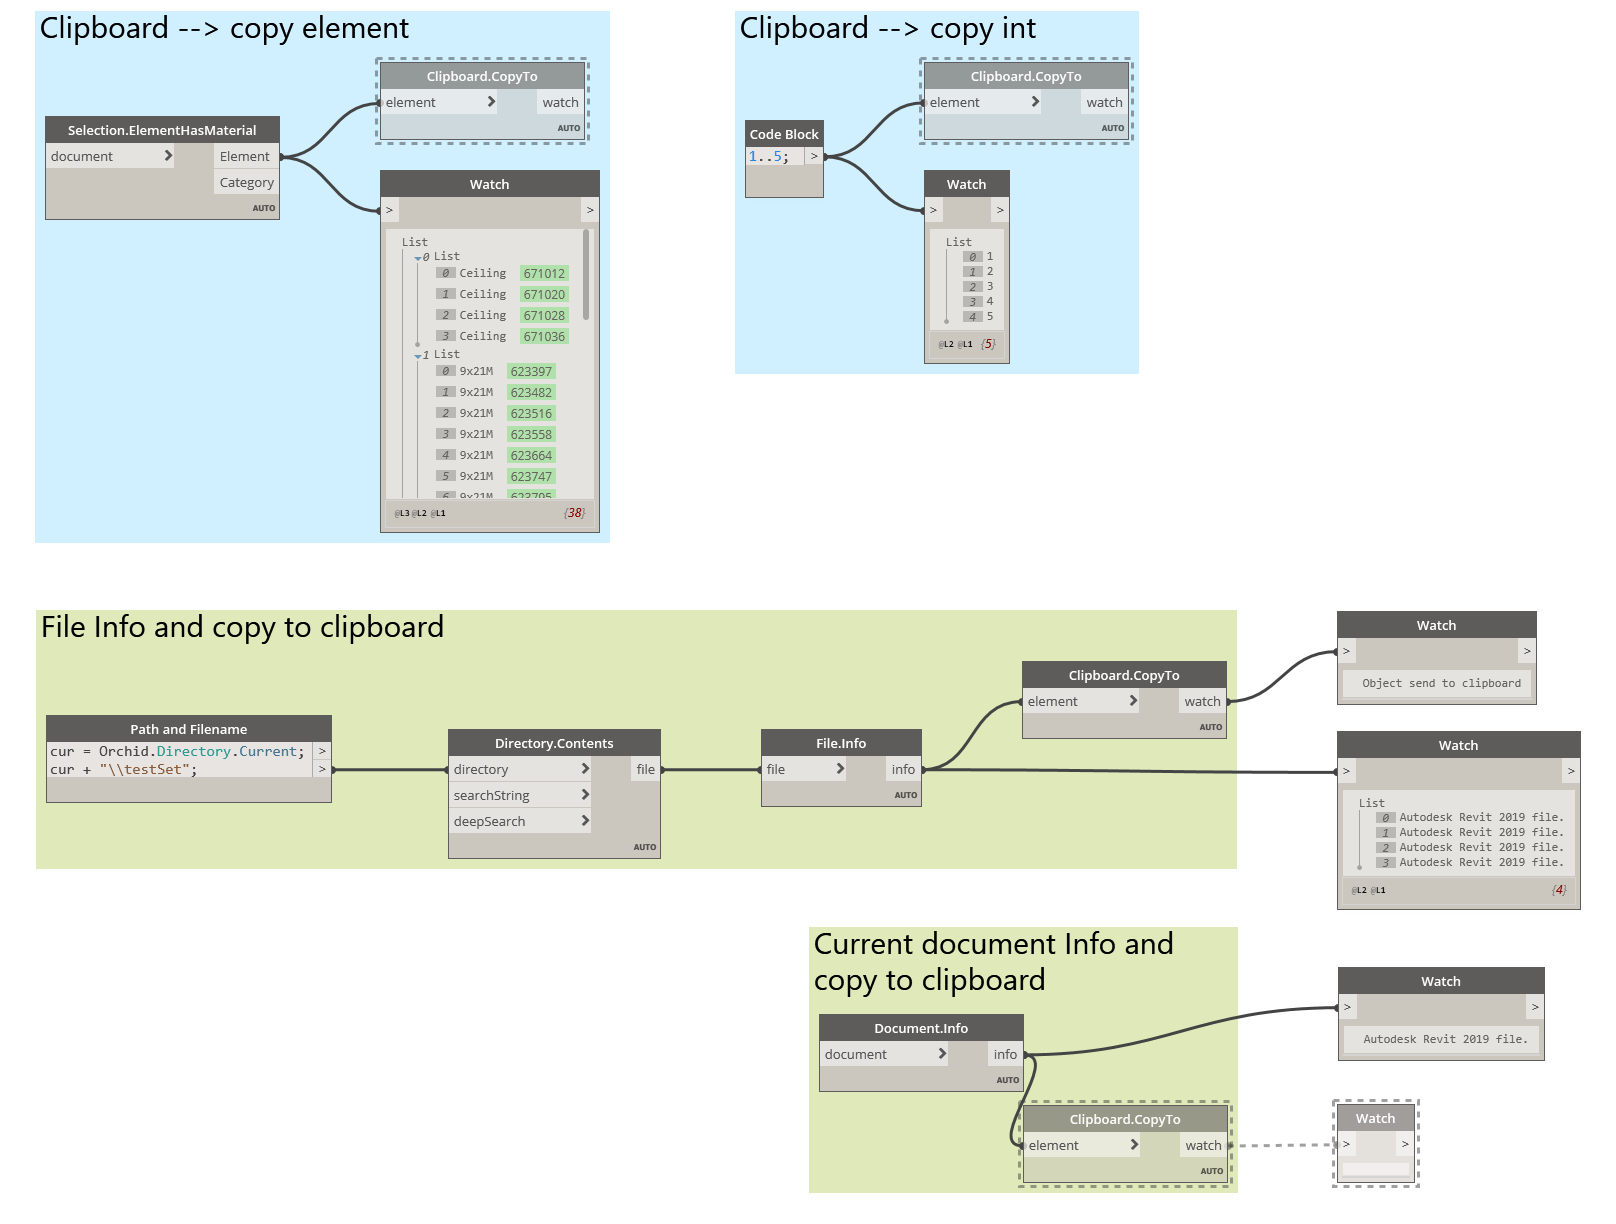 Clipboard --> copy element
Clipboard.CopyTo
element
watch
AUTO
Selection.ElementHasMaterial
document
Element
Category
AUTO
Watch
> >
List
0 List
0 Ceiling 671012
1 Ceiling 671020
2 Ceiling 671028
3 Ceiling 671036
1 List
0 9x21M 623397
1 9x21M 623482
2 9x21M 623516
3 9x21M 623558
4 9x21M 623664
5 9x21M 623747
6 9x21M 623795
@L3 @L2 @L1 {38}
Clipboard --> copy int
Clipboard.CopyTo
element
watch
AUTO
Code Block
1..5; >
Watch
> >
List
0 1
1 2
2 3
3 4
4 5
@L2 @L1 {5}
File Info and copy to clipboard
Path and Filename
cur = Orchid.Directory.Current; >
cur + "\\testSet"; >
Directory.Contents
directory file
searchString
deepSearch
AUTO
File.Info
file info
AUTO
Clipboard.CopyTo
element watch
AUTO
Watch
> >
Object send to clipboard
Watch
> >
List
0 Autodesk Revit 2019 file.
1 Autodesk Revit 2019 file.
2 Autodesk Revit 2019 file.
3 Autodesk Revit 2019 file.
@L2 @L1 {4}
Current document Info and
copy to clipboard
Document.Info
document info
AUTO
Clipboard.CopyTo
element watch
AUTO
Watch
> >
Autodesk Revit 2019 file.
Watch
> >